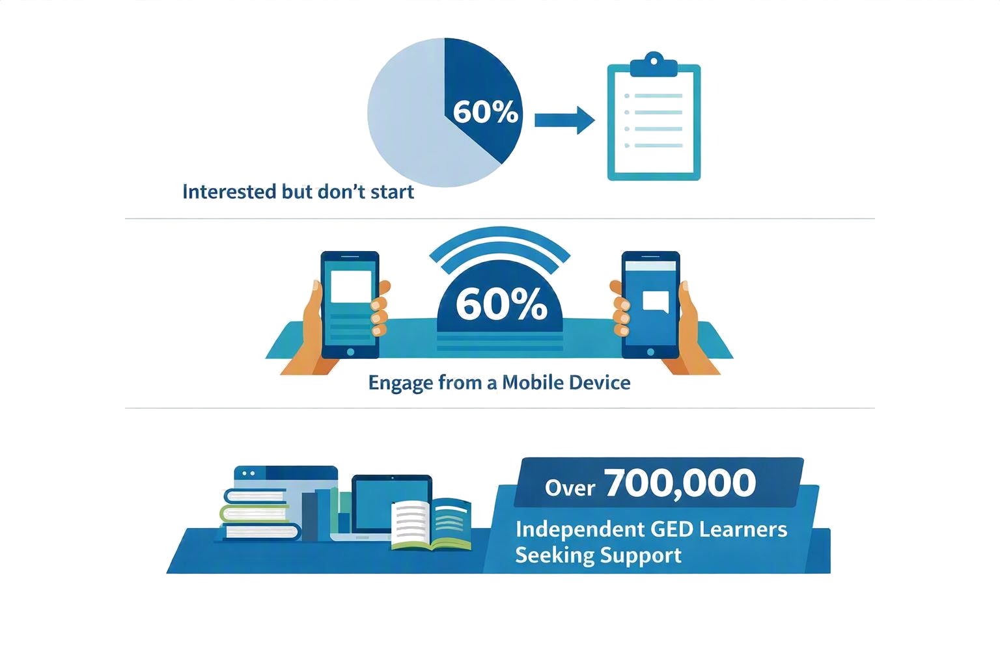 60%
Interested but don’t start
60%
Engage from a Mobile Device
Over 700,000
Independent GED Learners
Seeking Support